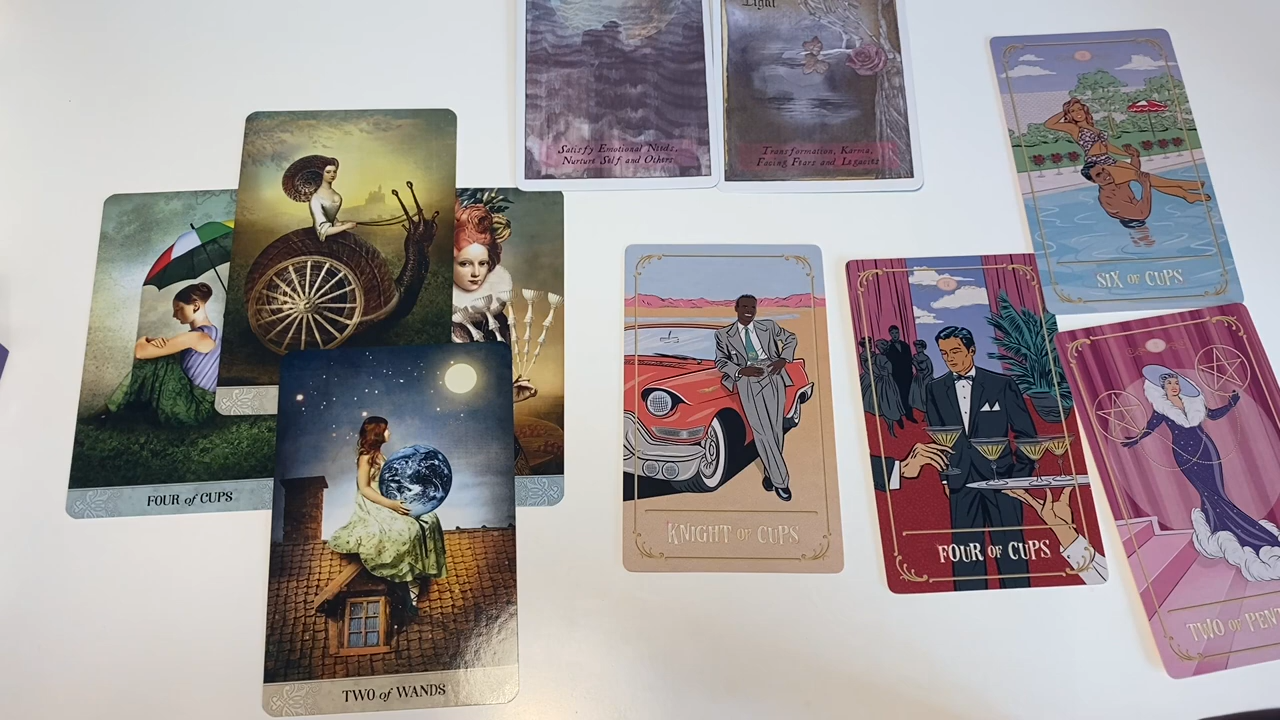 Light
Satisfy Emotional Needs,
Nurture Self and Others
Transformation, Karma,
Facing Fears and Legacies
SIX OF CUPS
FOUR of CUPS
KNIGHT OF CUPS
FOUR OF CUPS
TWO OF PENT
TWO of WANDS